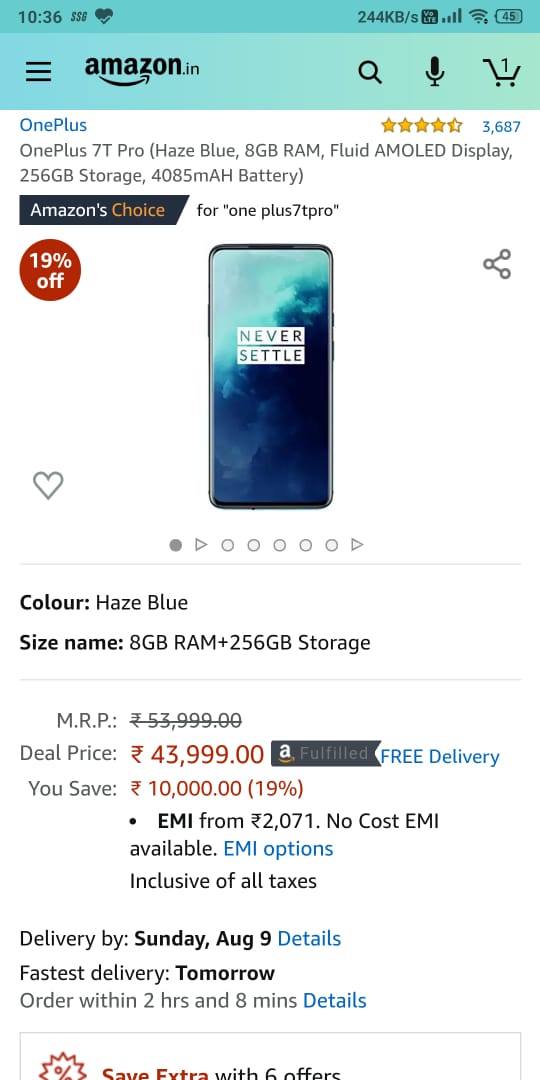 10:36
244KB/s Vo LTE 45
amazon.in
1
OnePlus
3,687
OnePlus 7T Pro (Haze Blue, 8GB RAM, Fluid AMOLED Display,
256GB Storage, 4085mAH Battery)
Amazon's Choice for "one plus7tpro"
19%
off
NEVER
SETTLE
Colour: Haze Blue
Size name: 8GB RAM+256GB Storage
M.R.P.: ₹ 53,999.00
Deal Price: ₹ 43,999.00 a Fulfilled FREE Delivery
You Save: ₹ 10,000.00 (19%)
• EMI from ₹2,071. No Cost EMI
available. EMI options
Inclusive of all taxes
Delivery by: Sunday, Aug 9 Details
Fastest delivery: Tomorrow
Order within 2 hrs and 8 mins Details
% Save Extra with 6 offers